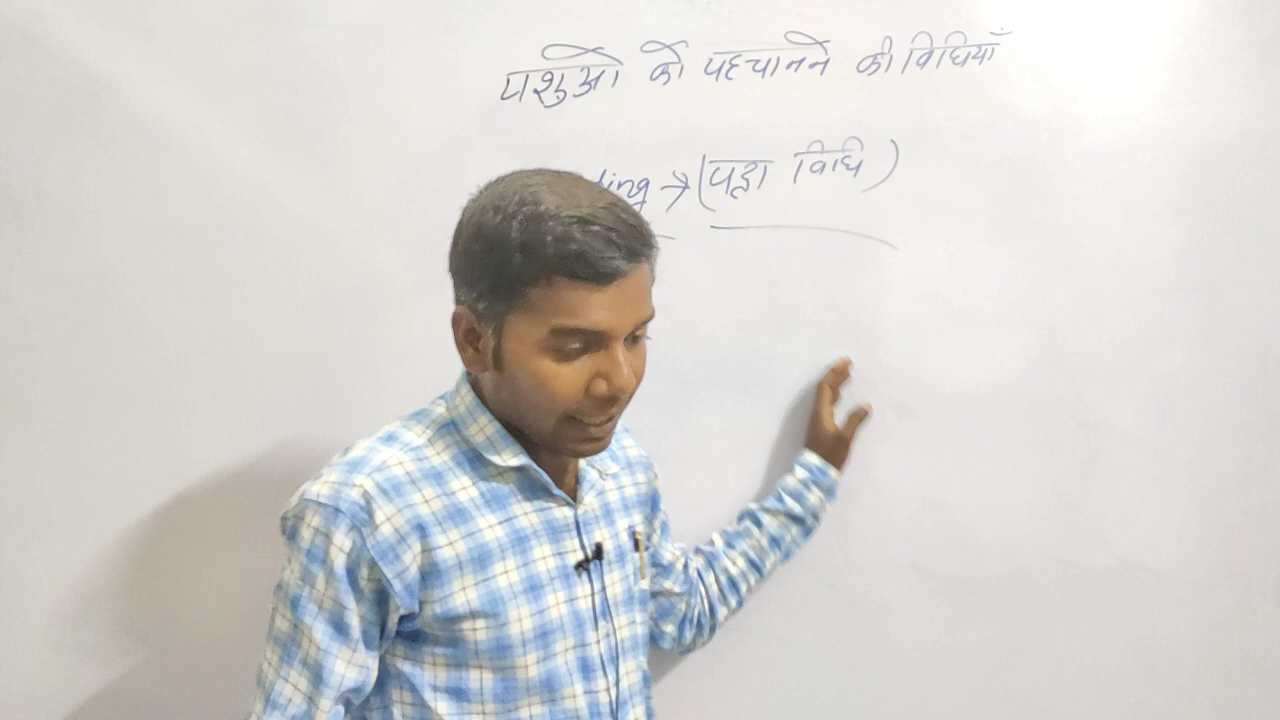 पशुओ को पहचानने की विधियाँ
ding → (पट्टा विधि)